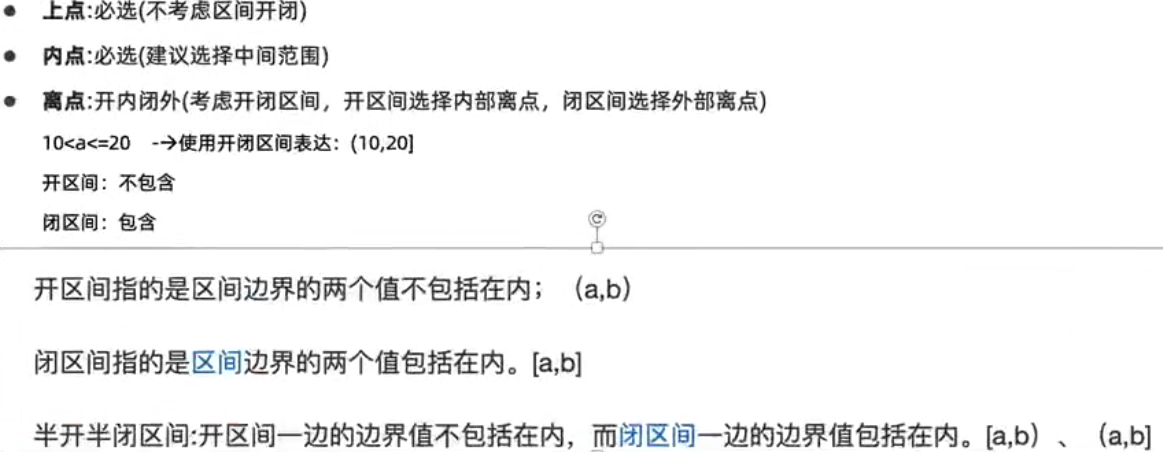 ● 上点:必选(不考虑区间开闭)
● 内点:必选(建议选择中间范围)
● 离点:开内闭外(考虑开闭区间，开区间选择内部离点，闭区间选择外部离点)
10<a<=20 -→使用开闭区间表达：(10,20]
开区间：不包含
闭区间：包含
开区间指的是区间边界的两个值不包括在内；（a,b）
闭区间指的是区间边界的两个值包括在内。[a,b]
半开半闭区间:开区间一边的边界值不包括在内，而闭区间一边的边界值包括在内。[a,b）、（a,b]